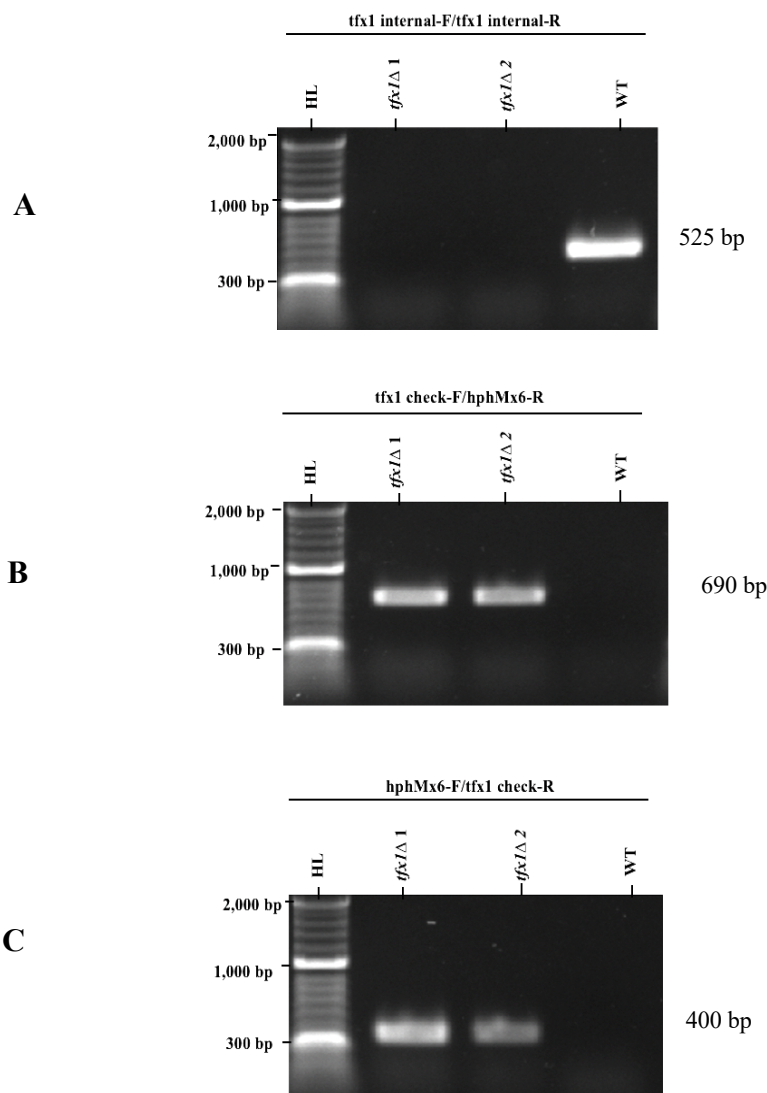 tfx1 internal-F/tfx1 internal-R
HL
tfx1Δ 1
tfx1Δ 2
WT
2,000 bp
A
1,000 bp
525 bp
300 bp
tfx1 check-F/hphMx6-R
HL
tfx1Δ 1
tfx1Δ 2
WT
2,000 bp
B
1,000 bp
690 bp
300 bp
hphMx6-F/tfx1 check-R
HL
tfx1Δ 1
tfx1Δ 2
WT
2,000 bp
C
1,000 bp
400 bp
300 bp